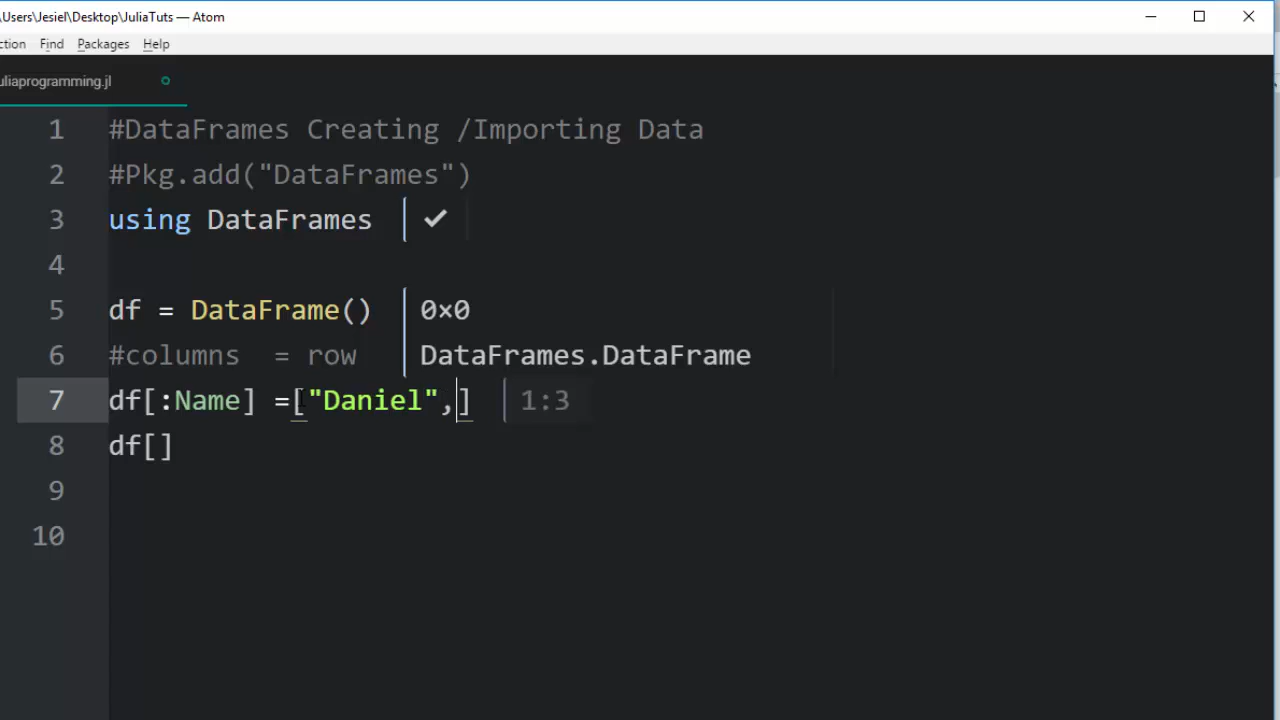 \Users\Jesiel\Desktop\JuliaTuts — Atom
ction Find Packages Help
uliaprogramming.jl
1 #DataFrames Creating /Importing Data
2 #Pkg.add("DataFrames")
3 using DataFrames ✓
4
5 df = DataFrame() 0×0
6 #columns = row DataFrames.DataFrame
7 df[:Name] =["Daniel",] 1:3
8 df[]
9
10